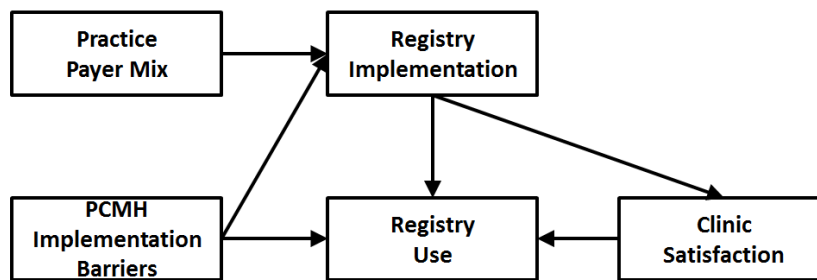 Practice
Payer Mix
Registry
Implementation
PCMH
Implementation
Barriers
Registry
Use
Clinic
Satisfaction